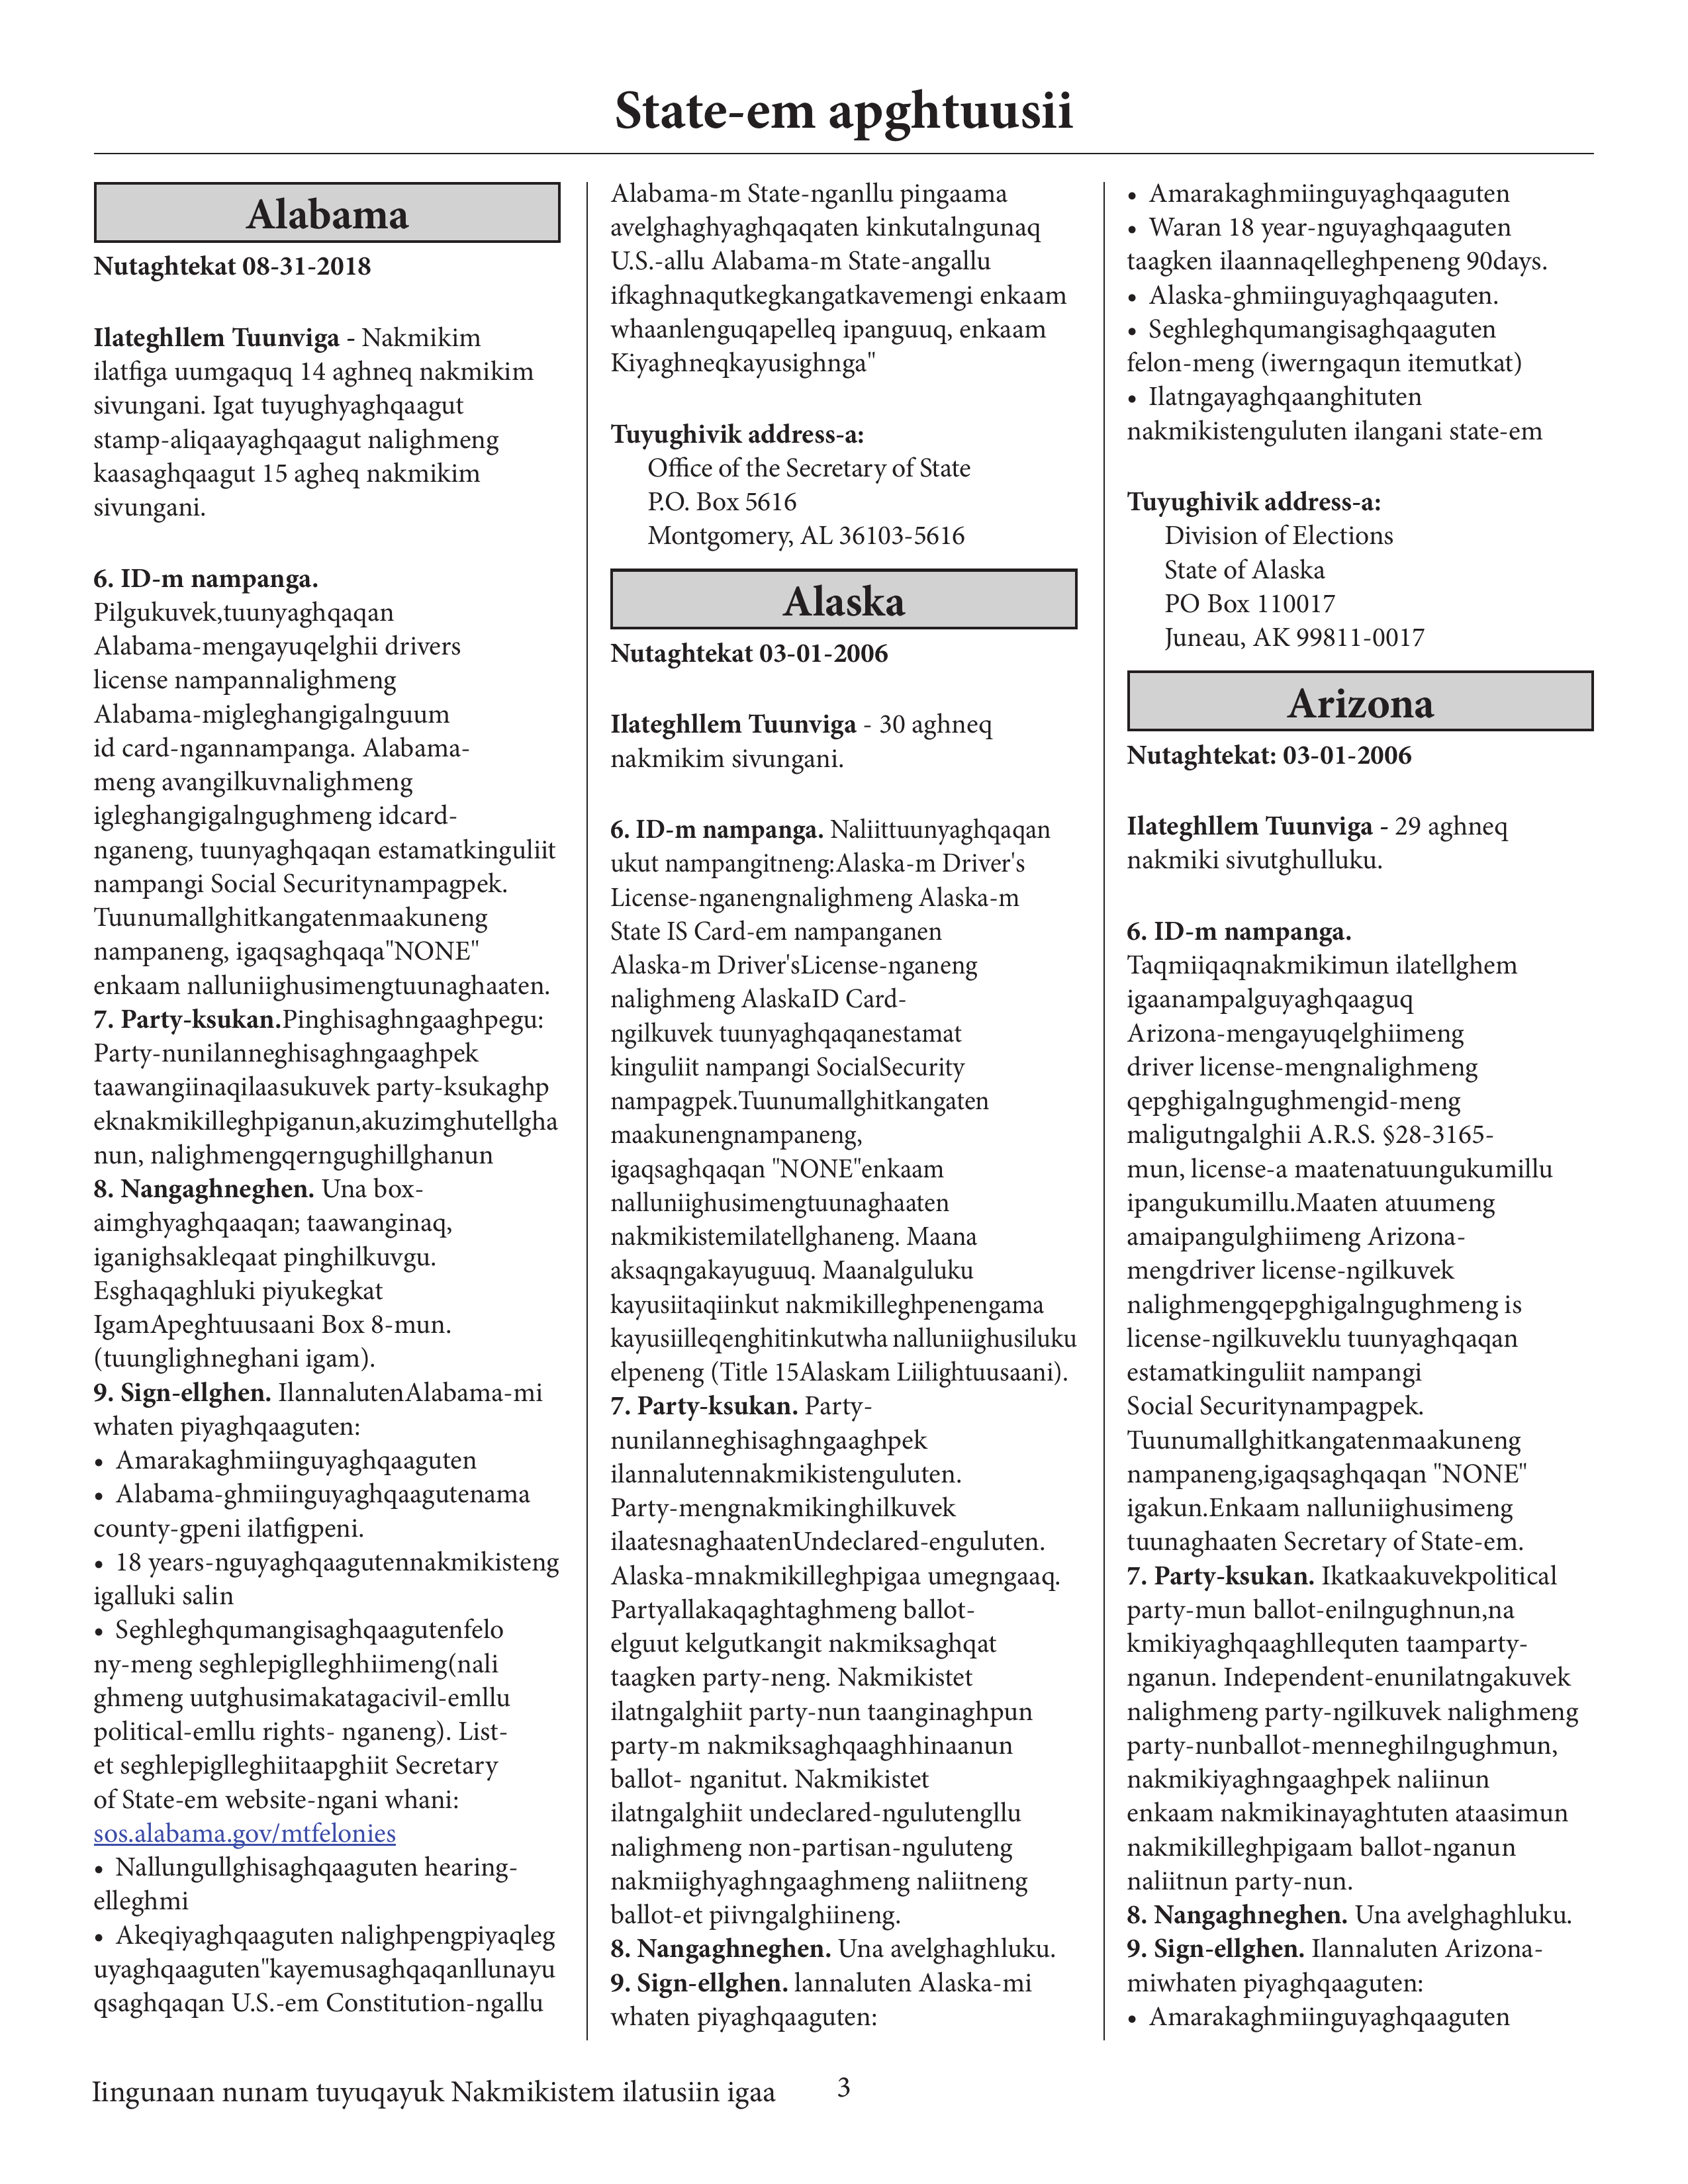 State-em apghtuusii
Alabama
Nutaghtekat 08-31-2018
Ilateghllem Tuunviga - Nakmikim
ilatfiga uumgaquq 14 aghneq nakmikim
sivungani. Igat tuyughyaghqaagut
stamp-aliqaayaghqaagut nalighmeng
kaasaghqaagut 15 agheq nakmikim
sivungani.
6. ID-m nampanga.
Pilgukuvek,tuunyaghqaqan
Alabama-mengayuqelghii drivers
license nampannalighmeng
Alabama-migleghangigalnguum
id card-ngannampanga. Alabama-
meng avangilkuvnalighmeng
igleghangigalngughmeng idcard-
nganeng, tuunyaghqaqan estamatkinguliit
nampangi Social Securitynampagpek.
Tuunumallghitkangatenmaakuneng
nampaneng, igaqsaghqaqa"NONE"
enkaam nalluniighusimengtuunaghaaten.
7. Party-ksukan.Pinghisaghngaaghpegu:
Party-nunilanneghisaghngaaghpek
taawangiinaqilaasukuvek party-ksukaghp
eknakmikilleghpiganun,akuzimghutellgha
nun, nalighmengqerngughillghanun
8. Nangaghneghen. Una box-
aimghyaghqaaqan; taawanginaq,
iganighsakleqaat pinghilkuvgu.
Esghaqaghluki piyukegkat
IgamApeghtuusaani Box 8-mun.
(tuunglighneghani igam).
9. Sign-ellghen. IlannalutenAlabama-mi
whaten piyaghqaaguten:
• Amarakaghmiinguyaghqaaguten
• Alabama-ghmiinguyaghqaagutenama
county-gpeni ilatfigpeni.
• 18 years-nguyaghqaagutennakmikisteng
igalluki salin
• Seghleghqumangisaghqaagutenfelo
ny-meng seghlepiglleghhiimeng(nali
ghmeng uutghusimakatagacivil-emllu
political-emllu rights- nganeng). List-
et seghlepiglleghiitaapghiit Secretary
of State-em website-ngani whani:
sos.alabama.gov/mtfelonies
• Nallungullghisaghqaaguten hearing-
elleghmi
• Akeqiyaghqaaguten nalighpengpiyaqleg
uyaghqaaguten"kayemusaghqaqanllunayu
qsaghqaqan U.S.-em Constitution-ngallu
Alabama-m State-nganllu pingaama
avelghaghyaghqaqaten kinkutalngunaq
U.S.-allu Alabama-m State-angallu
ifkaghnaqutkegkangatkavemengi enkaam
whaanlenguqapelleq ipanguuq, enkaam
Kiyaghneqkayusighnga"
Tuyughivik address-a:
Office of the Secretary of State
P.O. Box 5616
Montgomery, AL 36103-5616
Alaska
Nutaghtekat 03-01-2006
Ilateghllem Tuunviga - 30 aghneq
nakmikim sivungani.
6. ID-m nampanga. Naliittuunyaghqaqan
ukut nampangitneng:Alaska-m Driver's
License-nganengnalighmeng Alaska-m
State IS Card-em nampanganen
Alaska-m Driver'sLicense-nganeng
nalighmeng AlaskaID Card-
ngilkuvek tuunyaghqaqanestamat
kinguliit nampangi SocialSecurity
nampagpek.Tuunumallghitkangaten
maakunengnampaneng,
igaqsaghqaqan "NONE"enkaam
nalluniighusimengtuunaghaaten
nakmikistemilatellghaneng. Maana
aksaqngakayuguuq. Maanalguluku
kayusiitaqiinkut nakmikilleghpenengama
kayusiilleqenghitinkutwha nalluniighusiluku
elpeneng (Title 15Alaskam Liilightuusaani).
7. Party-ksukan. Party-
nunilanneghisaghngaaghpek
ilannalutennakmikistenguluten.
Party-mengnakmikinghilkuvek
ilaatesnaghaatenUndeclared-enguluten.
Alaska-mnakmikilleghpigaa umegngaaq.
Partyallakaqaghtaghmeng ballot-
elguut kelgutkangit nakmiksaghqat
taagken party-neng. Nakmikistet
ilatngalghiit party-nun taanginaghpun
party-m nakmiksaghqaaghhinaanun
ballot- nganitut. Nakmikistet
ilatngalghiit undeclared-ngulutengllu
nalighmeng non-partisan-nguluteng
nakmiighyaghngaaghmeng naliitneng
ballot-et piivngalghiineng.
8. Nangaghneghen. Una avelghaghluku.
9. Sign-ellghen. lannaluten Alaska-mi
whaten piyaghqaaguten:
• Amarakaghmiinguyaghqaaguten
• Waran 18 year-nguyaghqaaguten
taagken ilaannaqelleghpeneng 90days.
• Alaska-ghmiinguyaghqaaguten.
• Seghleghqumangisaghqaaguten
felon-meng (iwerngaqun itemutkat)
• Ilatngayaghqaanghituten
nakmikistenguluten ilangani state-em
Tuyughivik address-a:
Division of Elections
State of Alaska
PO Box 110017
Juneau, AK 99811-0017
Arizona
Nutaghtekat: 03-01-2006
Ilateghllem Tuunviga - 29 aghneq
nakmiki sivutghulluku.
6. ID-m nampanga.
Taqmiiqaqnakmikimun ilatellghem
igaanampalguyaghqaaguq
Arizona-mengayuqelghiimeng
driver license-mengnalighmeng
qepghigalngughmengid-meng
maligutngalghii A.R.S. §28-3165-
mun, license-a maatenatuungukumillu
ipangukumillu.Maaten atuumeng
amaipangulghiimeng Arizona-
mengdriver license-ngilkuvek
nalighmengqepghigalngughmeng is
license-ngilkuveklu tuunyaghqaqan
estamatkinguliit nampangi
Social Securitynampagpek.
Tuunumallghitkangatenmaakuneng
nampaneng,igaqsaghqaqan "NONE"
igakun.Enkaam nalluniighusimeng
tuunaghaaten Secretary of State-em.
7. Party-ksukan. Ikatkaakuvekpolitical
party-mun ballot-enilngughnun,na
kmikiyaghqaaghllequten taamparty-
nganun. Independent-enunilatngakuvek
nalighmeng party-ngilkuvek nalighmeng
party-nunballot-menneghilngughmun,
nakmikiyaghngaaghpek naliinun
enkaam nakmikinayaghtuten ataasimun
nakmikilleghpigaam ballot-nganun
naliitnun party-nun.
8. Nangaghneghen. Una avelghaghluku.
9. Sign-ellghen. Ilannaluten Arizona-
miwhaten piyaghqaaguten:
• Amarakaghmiinguyaghqaaguten
Iingunaan nunam tuyuqayuk Nakmikistem ilatusiin igaa 3